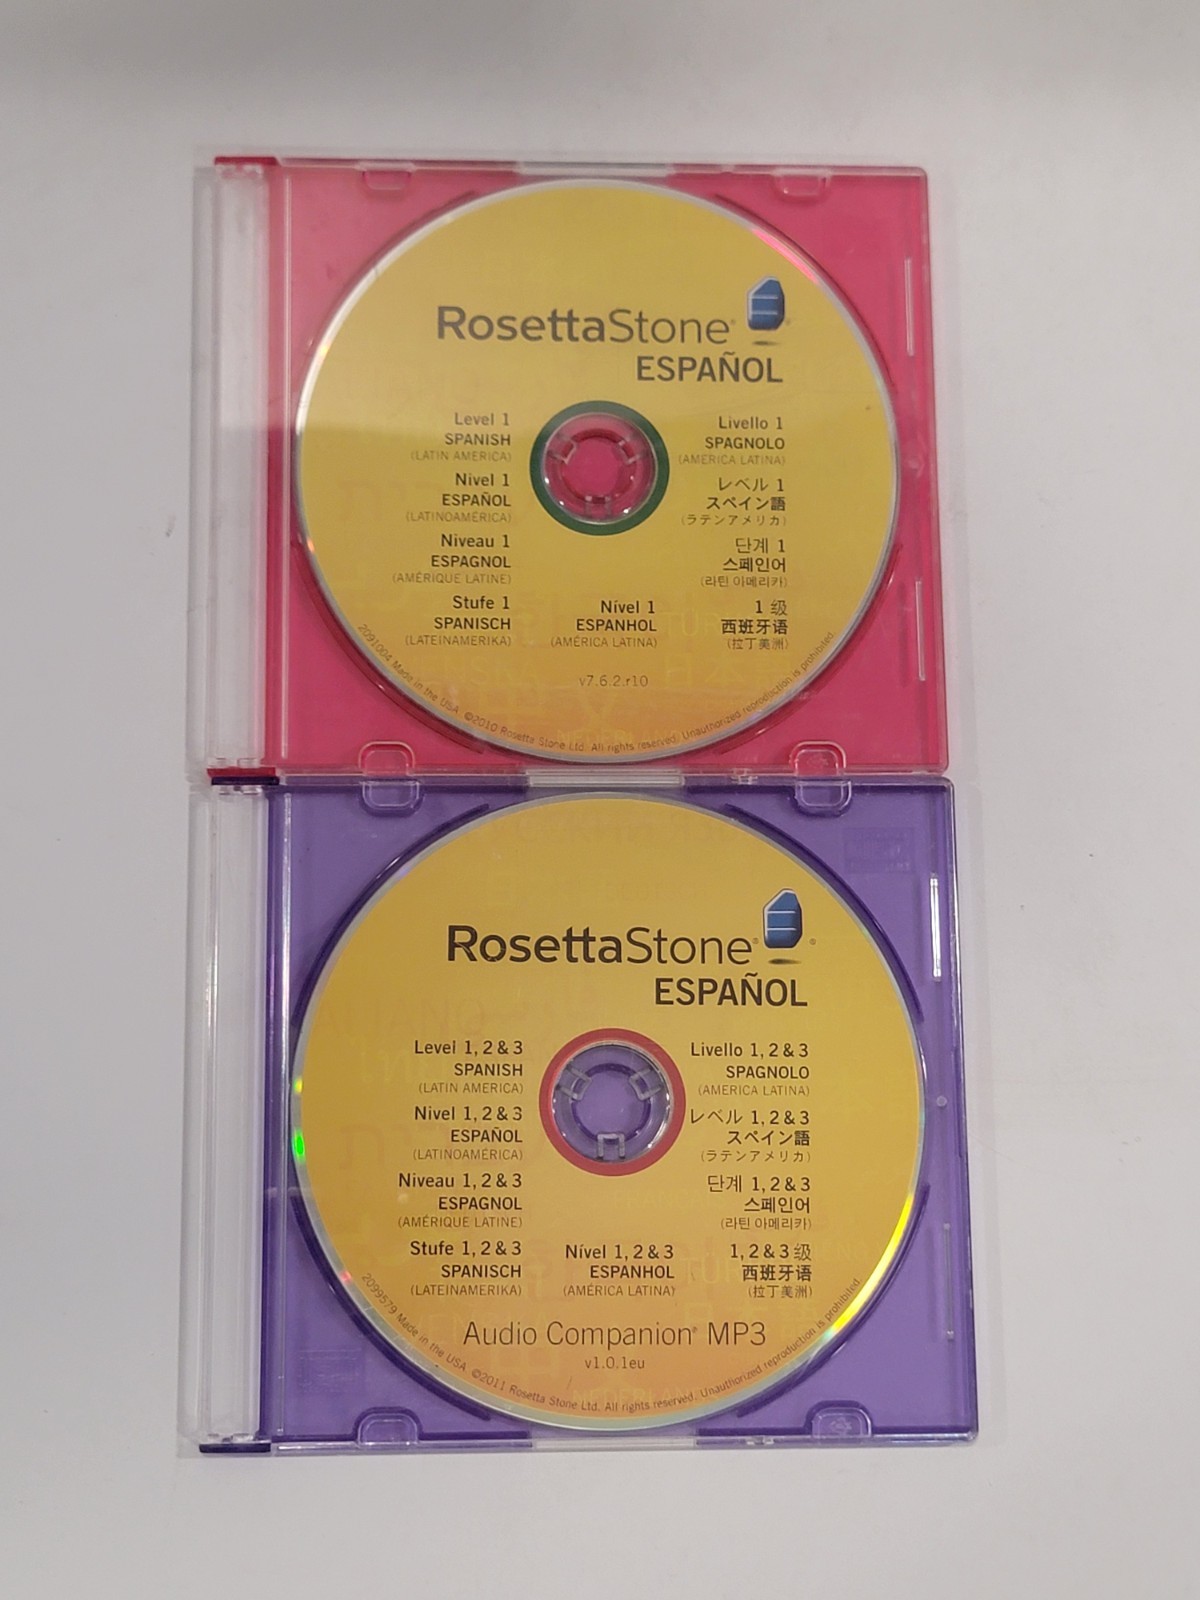 RosettaStone®
ESPAÑOL
Level 1
SPANISH
(LATIN AMERICA)
Nivel 1
ESPAÑOL
(LATINOAMÉRICA)
Niveau 1
ESPAGNOL
(AMÉRIQUE LATINE)
Stufe 1
SPANISCH
(LATEINAMERIKA)
Nível 1
ESPANHOL
(AMÉRICA LATINA)
Livello 1
SPAGNOLO
(AMERICA LATINA)
レベル 1
スペイン語
(ラテンアメリカ)
단계 1
스페인어
(라틴 아메리카)
1 级
西班牙语
(拉丁美洲)
v7.6.2.r10
2091004 Made in the USA. ©2010 Rosetta Stone Ltd. All rights reserved. Unauthorized reproduction is prohibited.
RosettaStone®
ESPAÑOL
Level 1, 2 & 3
SPANISH
(LATIN AMERICA)
Nivel 1, 2 & 3
ESPAÑOL
(LATINOAMÉRICA)
Niveau 1, 2 & 3
ESPAGNOL
(AMÉRIQUE LATINE)
Stufe 1, 2 & 3
SPANISCH
(LATEINAMERIKA)
Nível 1, 2 & 3
ESPANHOL
(AMÉRICA LATINA)
Livello 1, 2 & 3
SPAGNOLO
(AMERICA LATINA)
レベル 1, 2 & 3
スペイン語
(ラテンアメリカ)
단계 1, 2 & 3
스페인어
(라틴 아메리카)
1, 2 & 3 级
西班牙语
(拉丁美洲)
Audio Companion® MP3
v1.0.1eu
2099579 Made in the USA. ©2011 Rosetta Stone Ltd. All rights reserved. Unauthorized reproduction is prohibited.